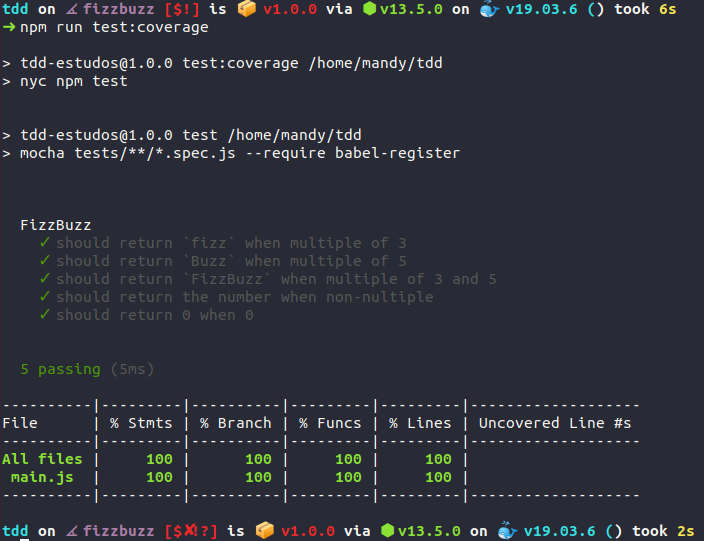 tdd on fizzbuzz [$!] is 📦 v1.0.0 via ⬢ v13.5.0 on 🐳 v19.03.6 () took 6s
➜ npm run test:coverage
> tdd-estudos@1.0.0 test:coverage /home/mandy/tdd
> nyc npm test
> tdd-estudos@1.0.0 test /home/mandy/tdd
> mocha tests/**/*.spec.js --require babel-register
FizzBuzz
✓ should return `fizz` when multiple of 3
✓ should return `Buzz` when multiple of 5
✓ should return `FizzBuzz` when multiple of 3 and 5
✓ should return the number when non-nultiple
✓ should return 0 when 0
5 passing (5ms)
----------|---------|----------|---------|---------|-------------------
File      | % Stmts | % Branch | % Funcs | % Lines | Uncovered Line #s
----------|---------|----------|---------|---------|-------------------
All files |     100 |      100 |     100 |     100 |
 main.js  |     100 |      100 |     100 |     100 |
----------|---------|----------|---------|---------|-------------------
tdd on fizzbuzz [$✘!?] is 📦 v1.0.0 via ⬢ v13.5.0 on 🐳 v19.03.6 () took 2s